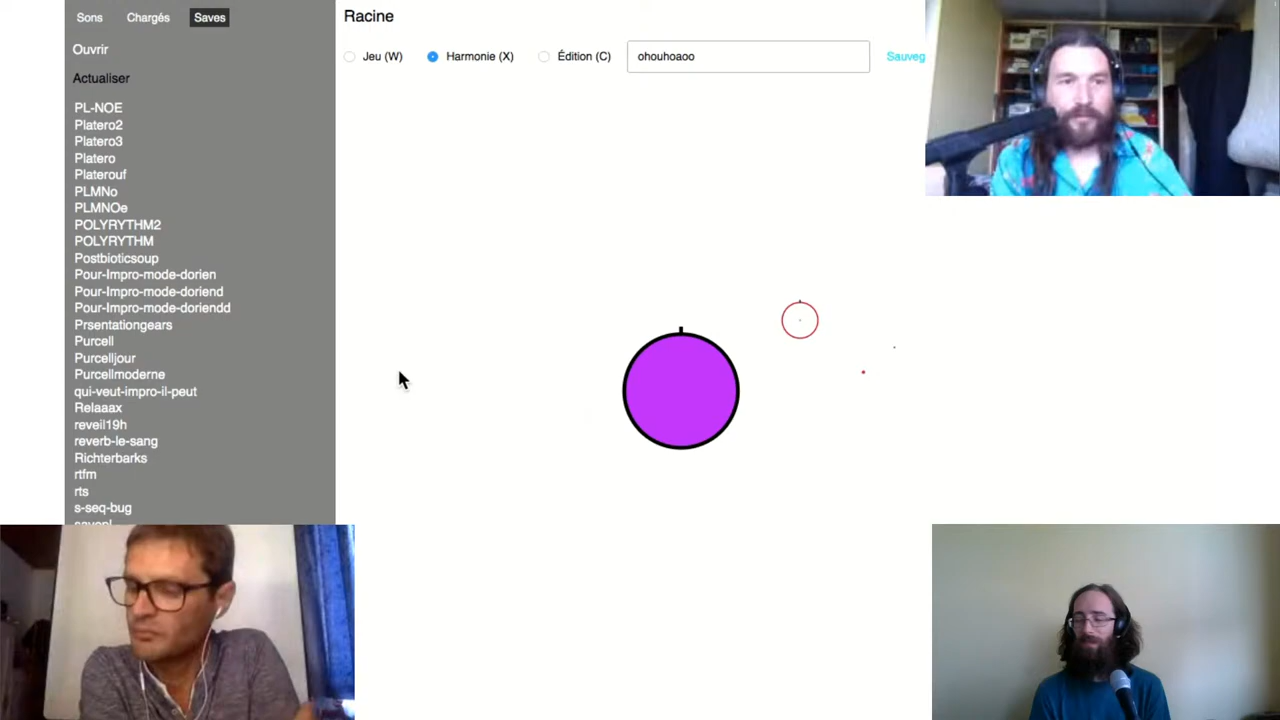 Sons Chargés Saves
Racine
Ouvrir
Jeu (W) Harmonie (X) Édition (C) ohouhoaoo Sauveg
Actualiser
PL-NOE
Platero2
Platero3
Platero
Platerouf
PLMNo
PLMNOe
POLYRYTHM2
POLYRYTHM
Postbioticsoup
Pour-Impro-mode-dorien
Pour-Impro-mode-doriend
Pour-Impro-mode-doriendd
Prsentationgears
Purcell
Purcelljour
Purcellmoderne
qui-veut-impro-il-peut
Relaaax
reveil19h
reverb-le-sang
Richterbarks
rtfm
rts
s-seq-bug